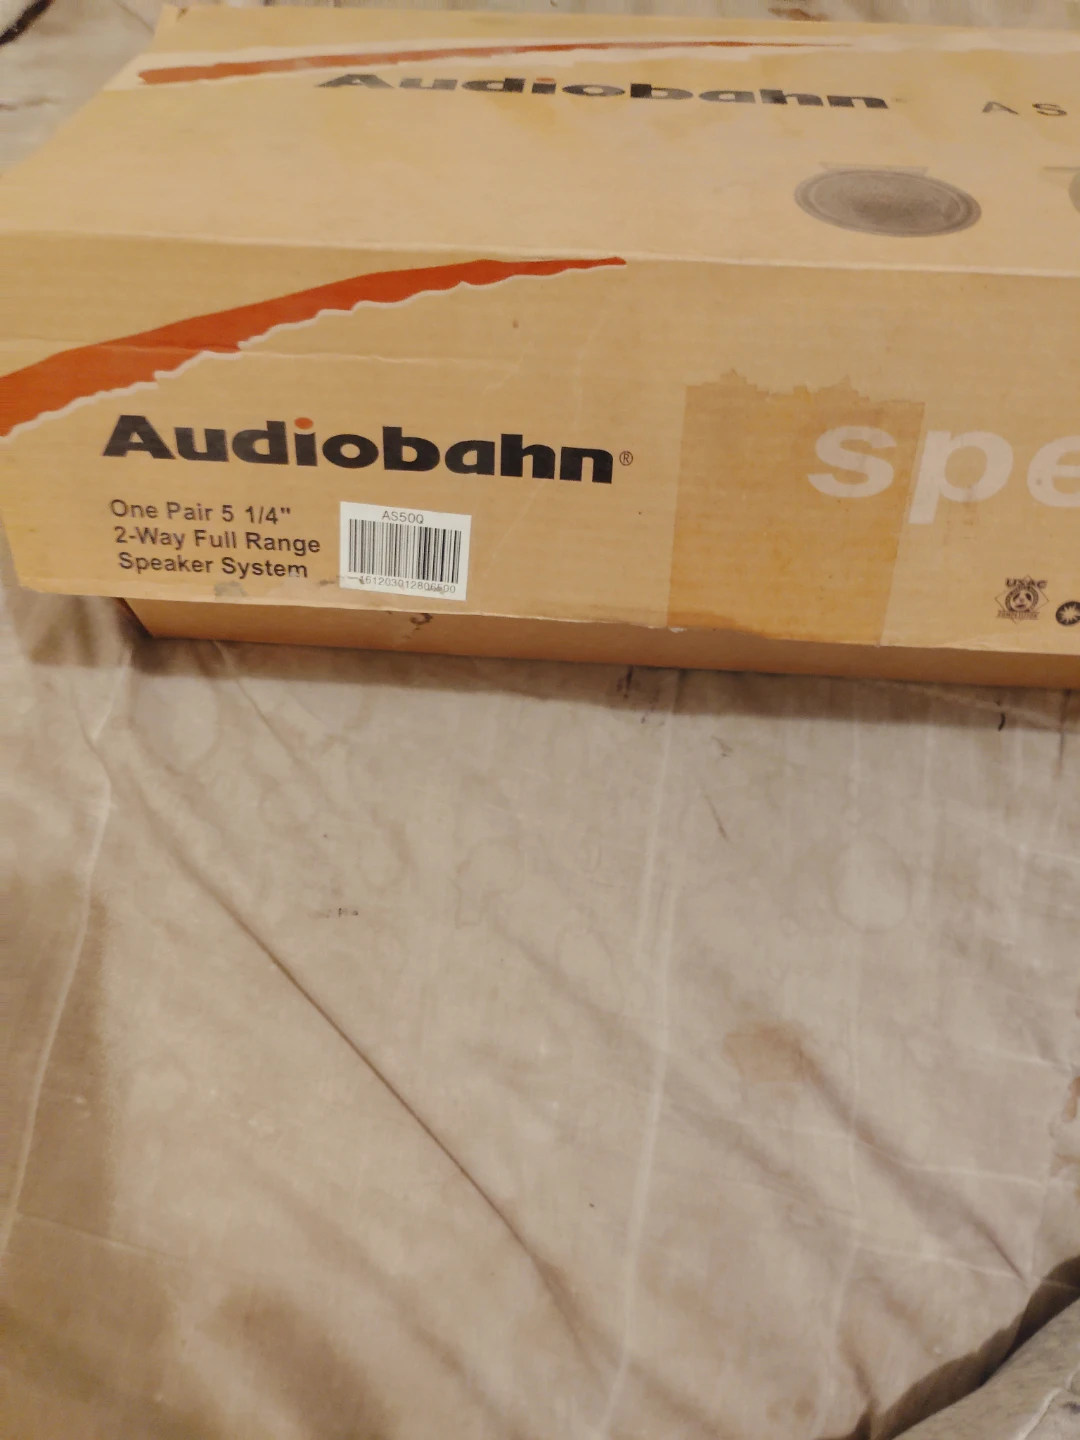 Audiobahn
AS
Audiobahn®
spe
One Pair 5 1/4"
2-Way Full Range
Speaker System
AS50Q